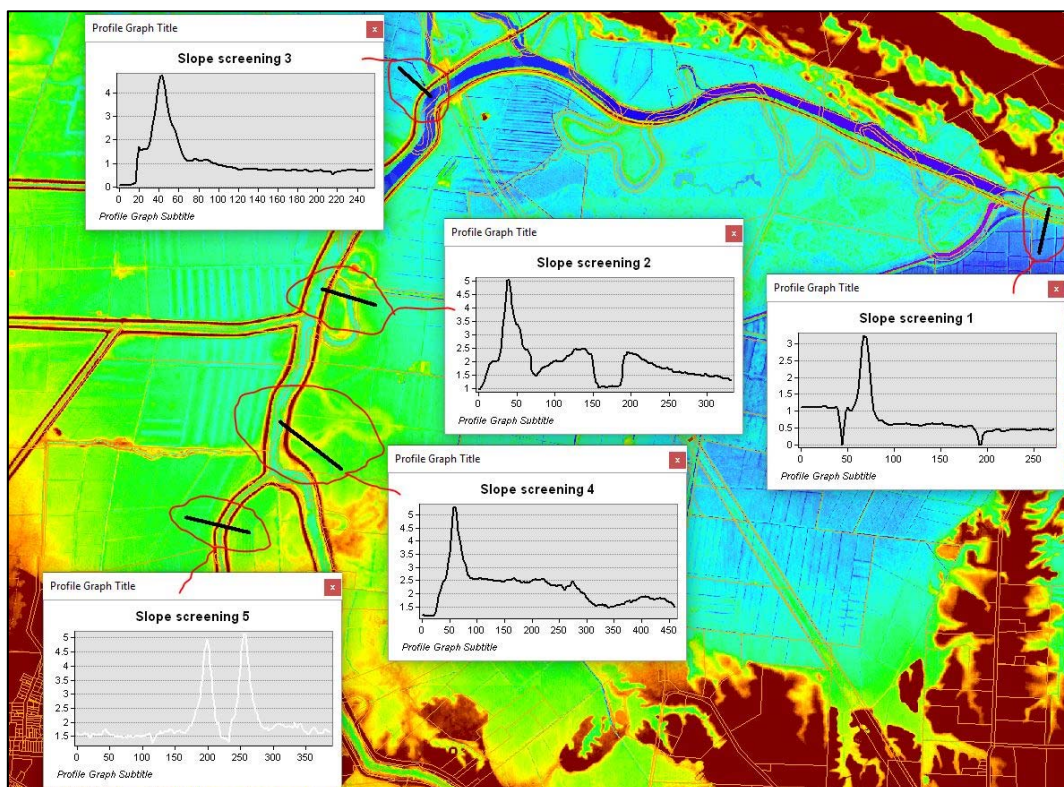 Profile Graph Title
x
Slope screening 3
4
3
2
1
0
0 20 40 60 80 100 120 140 160 180 200 220 240
Profile Graph Subtitle
Profile Graph Title
x
Slope screening 2
5
4.5
4
3.5
3
2.5
2
1.5
1
0 50 100 150 200 250 300
Profile Graph Subtitle
Profile Graph Title
x
Slope screening 1
3
2.5
2
1.5
1
0.5
0
0 50 100 150 200 250
Profile Graph Subtitle
Profile Graph Title
x
Slope screening 4
5
4.5
4
3.5
3
2.5
2
1.5
0 50 100 150 200 250 300 350 400 450
Profile Graph Subtitle
Profile Graph Title
x
Slope screening 5
5
4.5
4
3.5
3
2.5
2
1.5
0 50 100 150 200 250 300 350
Profile Graph Subtitle